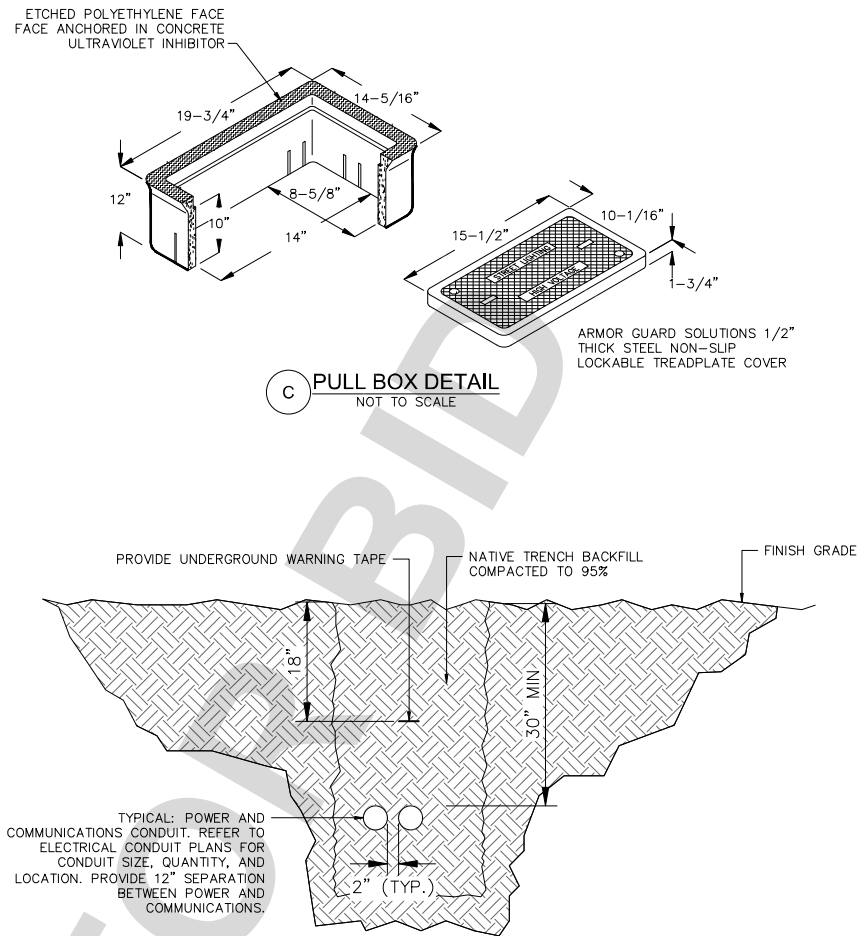 ETCHED POLYETHYLENE FACE
FACE ANCHORED IN CONCRETE
ULTRAVIOLET INHIBITOR
19-3/4"
14-5/16"
12"
10"
8-5/8"
14"
15-1/2"
10-1/16"
1-3/4"
STREET LIGHTING
HIGH VOLTAGE
ARMOR GUARD SOLUTIONS 1/2"
THICK STEEL NON-SLIP
LOCKABLE TREADPLATE COVER
C PULL BOX DETAIL
NOT TO SCALE
PROVIDE UNDERGROUND WARNING TAPE
NATIVE TRENCH BACKFILL
COMPACTED TO 95%
FINISH GRADE
18"
30" MIN
TYPICAL: POWER AND
COMMUNICATIONS CONDUIT. REFER TO
ELECTRICAL CONDUIT PLANS FOR
CONDUIT SIZE, QUANTITY, AND
LOCATION. PROVIDE 12" SEPARATION
BETWEEN POWER AND
COMMUNICATIONS.
2" (TYP.)
FOR BID